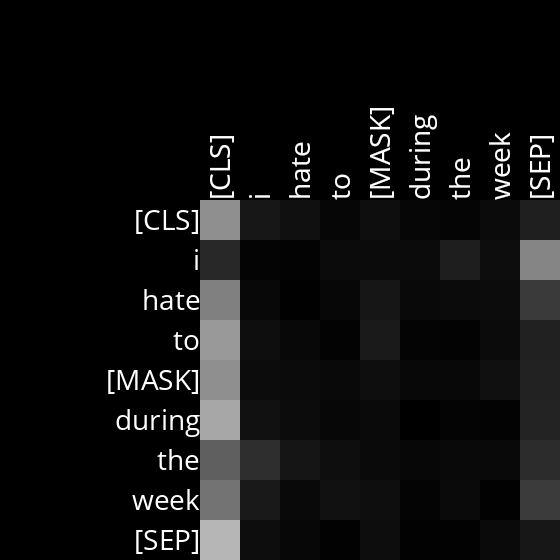 [CLS] i hate to [MASK] during the week [SEP]
[CLS]
i
hate
to
[MASK]
during
the
week
[SEP]